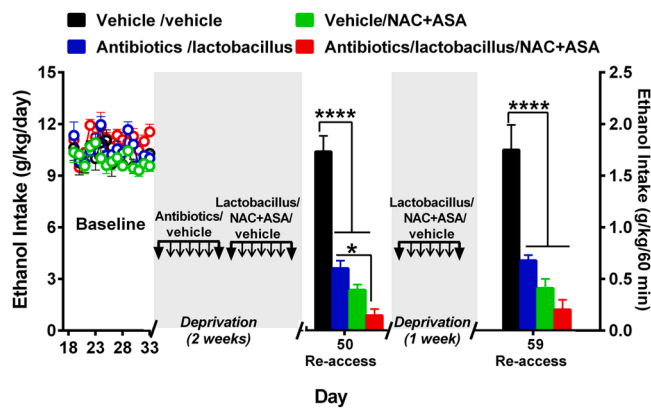 Vehicle /vehicle
Vehicle/NAC+ASA
Antibiotics /lactobacillus
Antibiotics/lactobacillus/NAC+ASA
Ethanol Intake (g/kg/day)
15
12
9
6
3
0
Baseline
Antibiotics/
vehicle
Lactobacillus/
NAC+ASA/
vehicle
****
*
Lactobacillus/
NAC+ASA/
vehicle
****
2.5
2.0
1.5
1.0
0.5
0.0
Ethanol Intake (g/kg/60 min)
18 23 28 33
Deprivation
(2 weeks)
50
Re-access
Deprivation
(1 week)
59
Re-access
Day